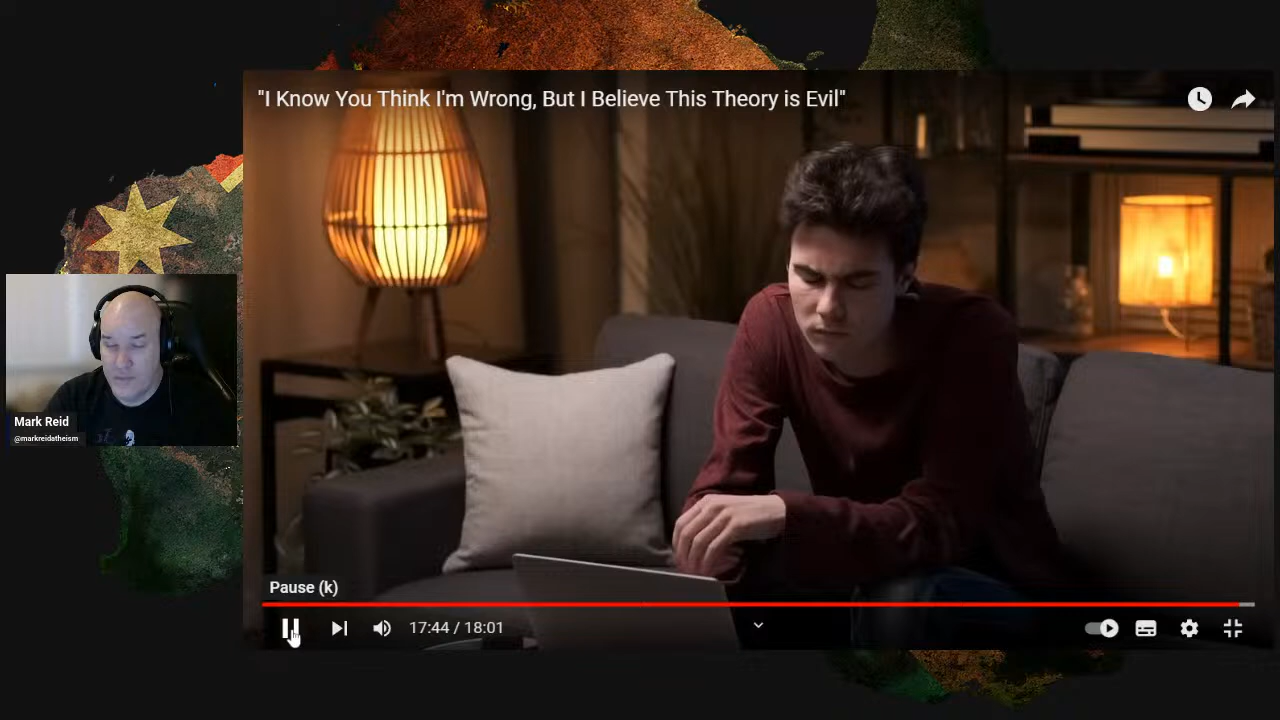 "I Know You Think I'm Wrong, But I Believe This Theory is Evil"
Mark Reid
@markreidatheism
Pause (k)
17:44 / 18:01